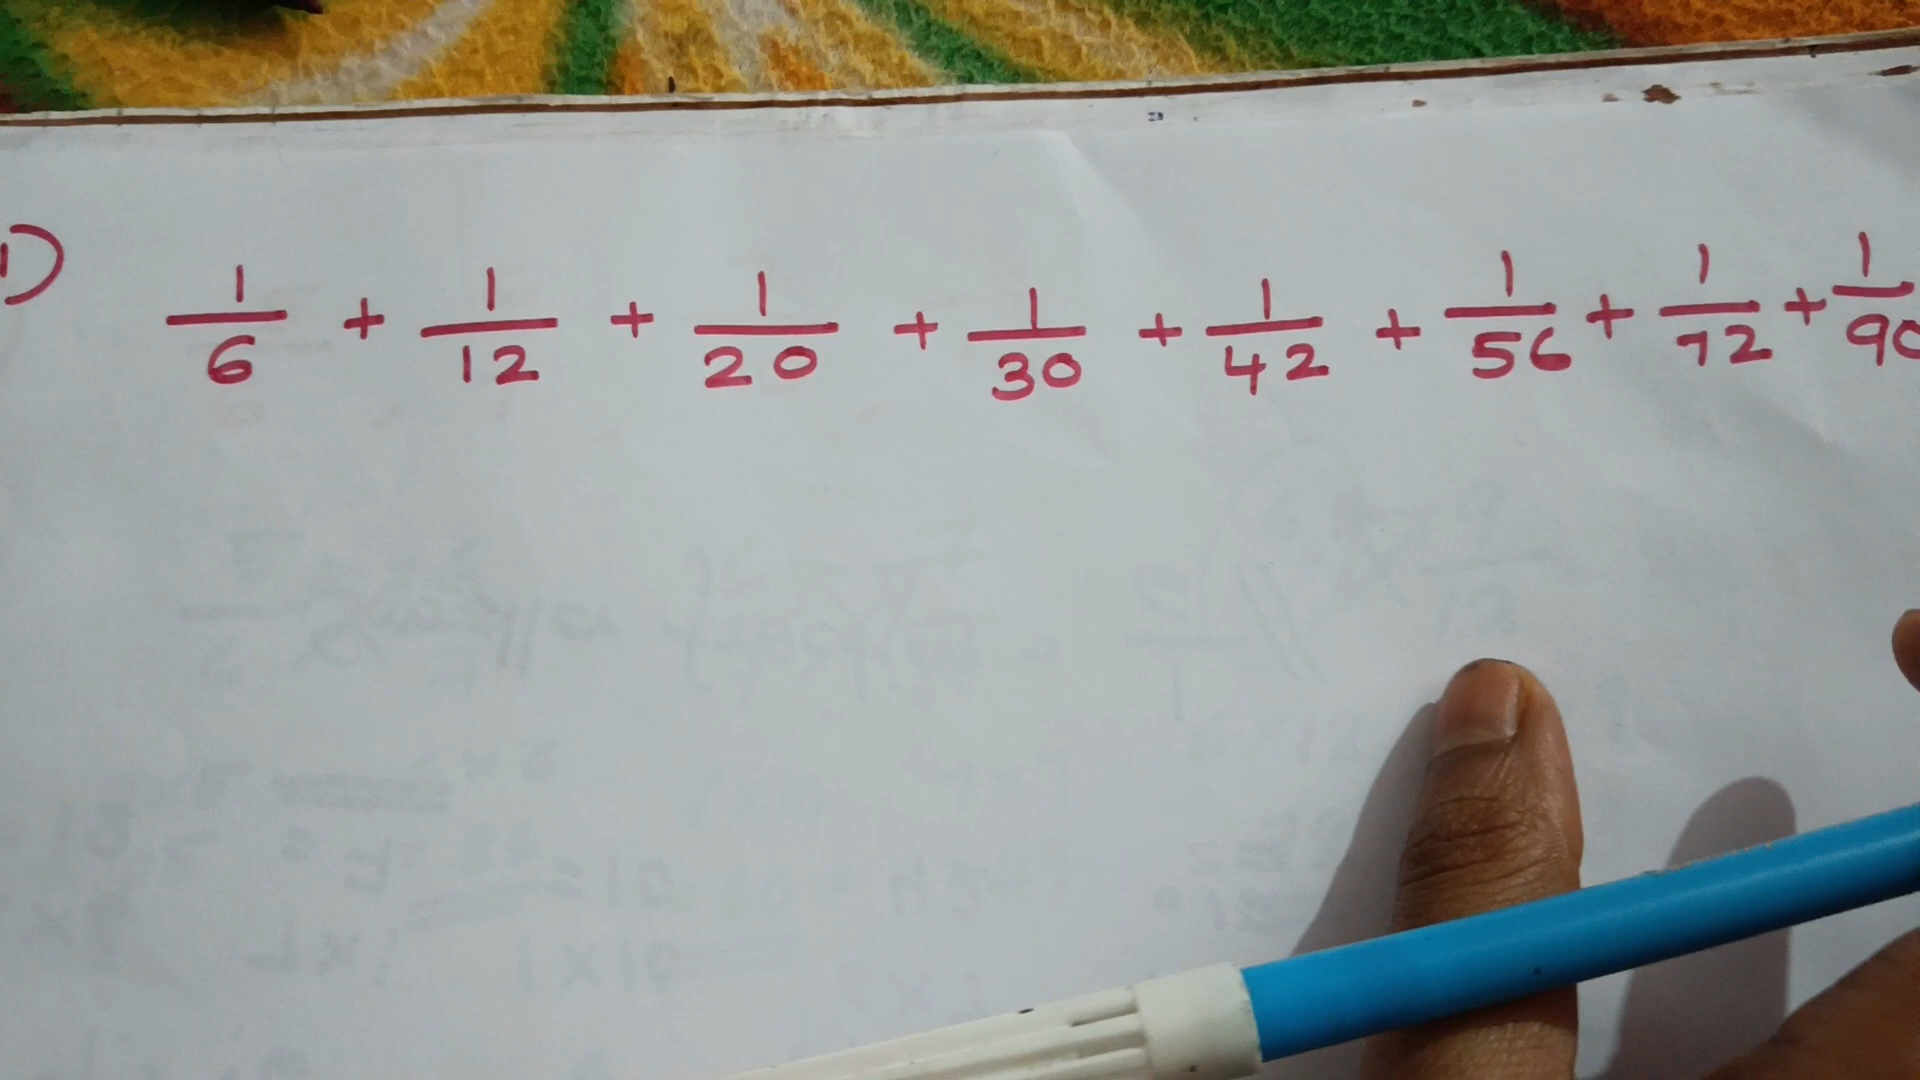 1) 1/6 + 1/12 + 1/20 + 1/30 + 1/42 + 1/56 + 1/72 + 1/90